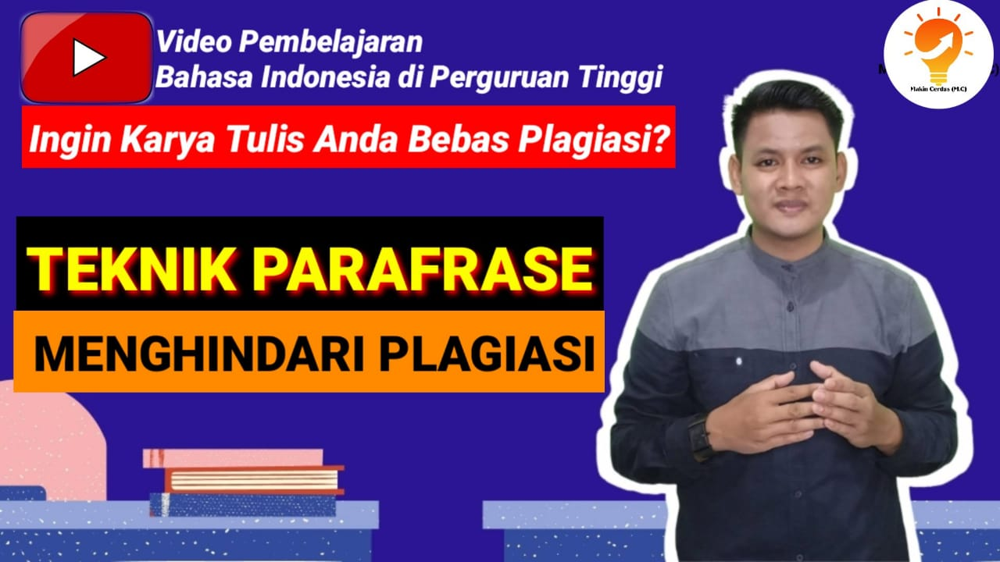 Video Pembelajaran
Bahasa Indonesia di Perguruan Tinggi
Ingin Karya Tulis Anda Bebas Plagiasi?
TEKNIK PARAFRASE
MENGHINDARI PLAGIASI
Makin Cerdas (M.C)